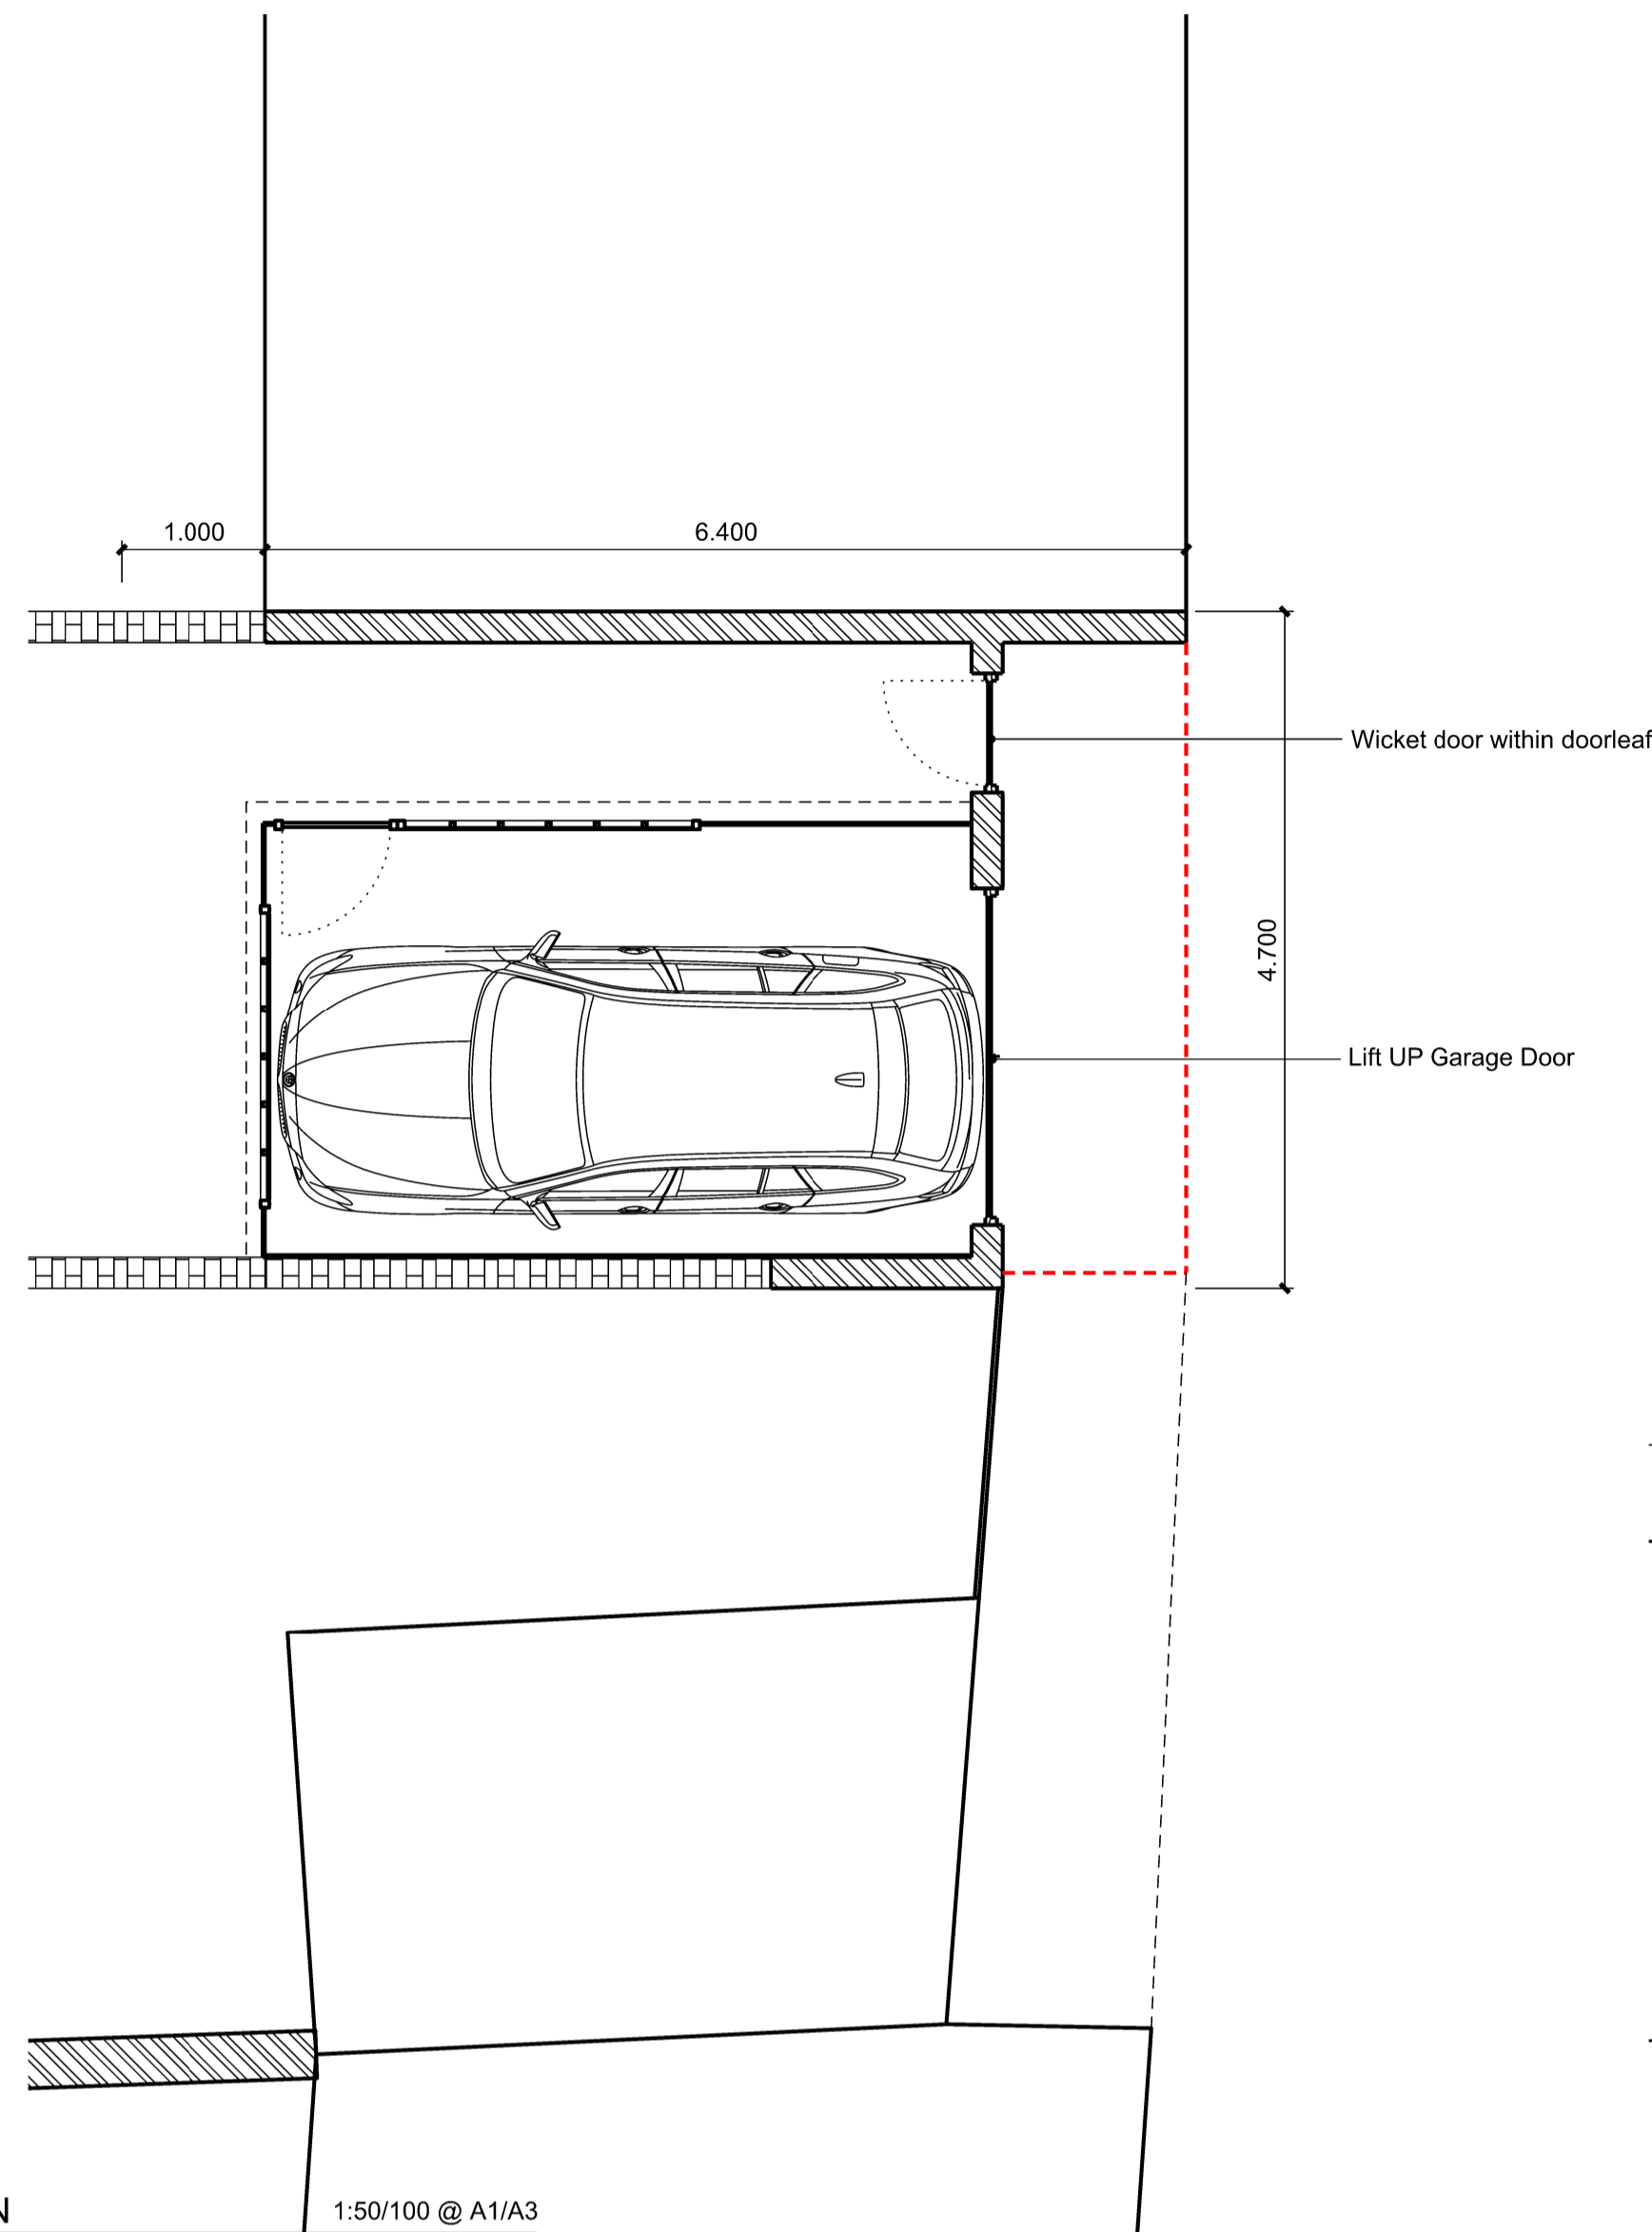 1.000
6.400
Wicket door within doorleaf
4.700
Lift UP Garage Door
N
1:50/100 @ A1/A3